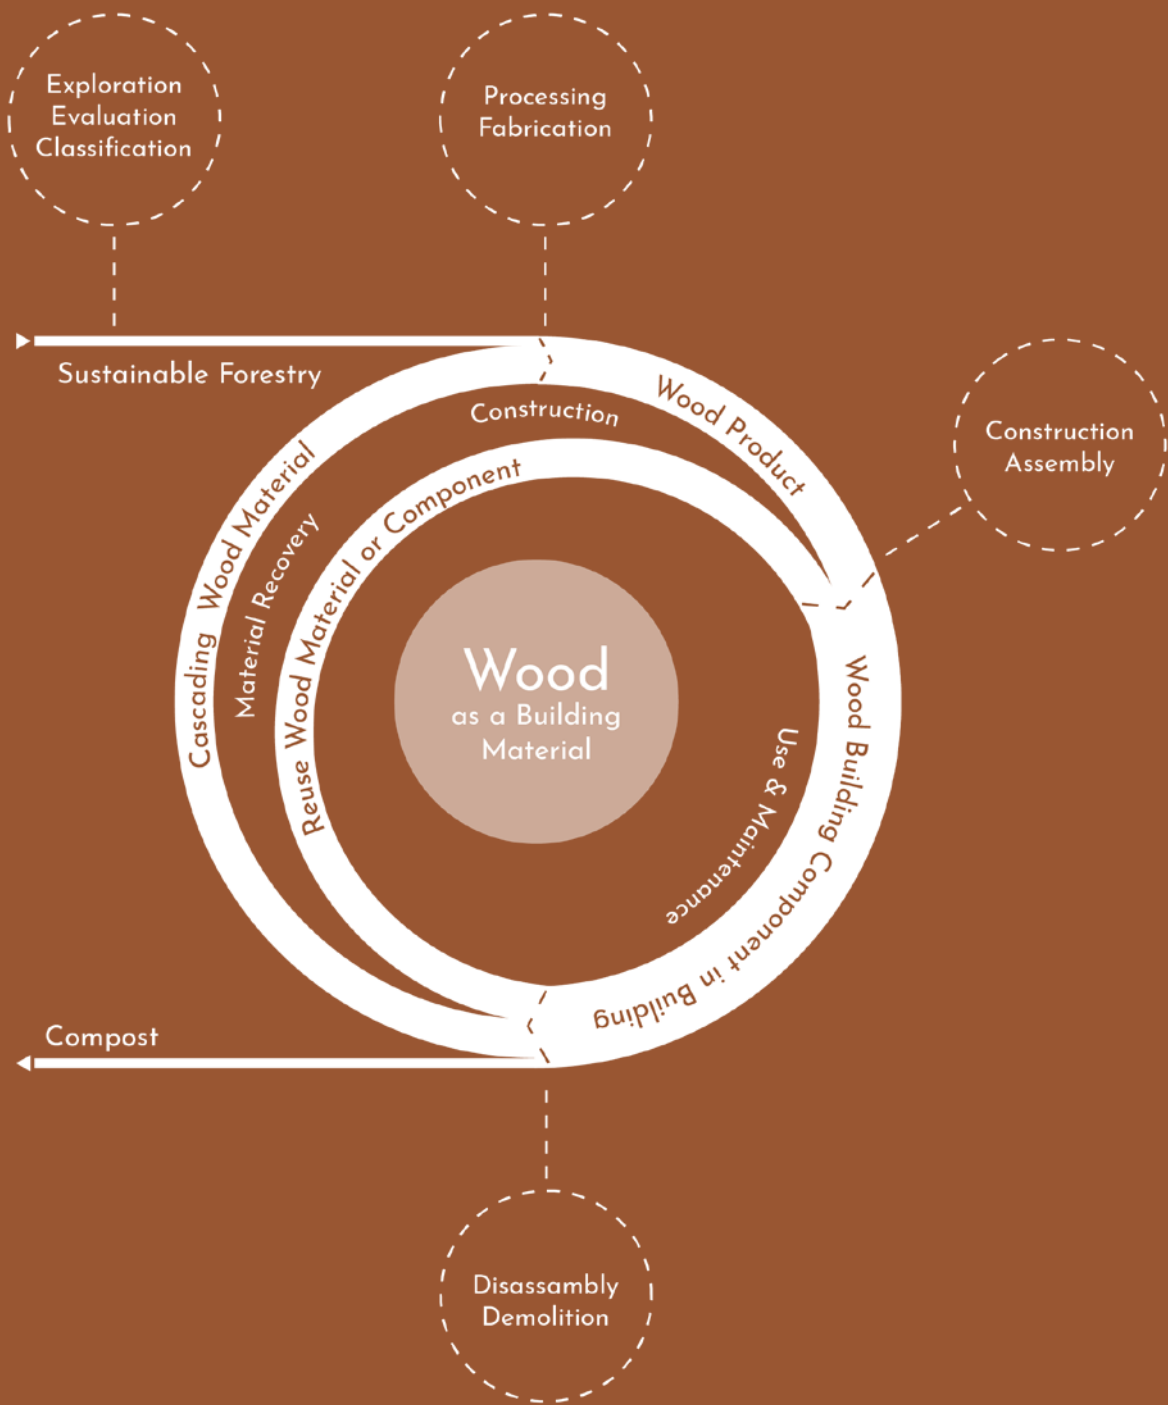 Exploration
Evaluation
Classification
Processing
Fabrication
Sustainable Forestry
Construction
Assembly
Wood Product
Construction
Cascading Wood Material
Material Recovery
Reuse Wood Material or Component
Wood
as a Building
Material
Use & Maintenance
Wood Building Component in Building
Compost
Disassambly
Demolition